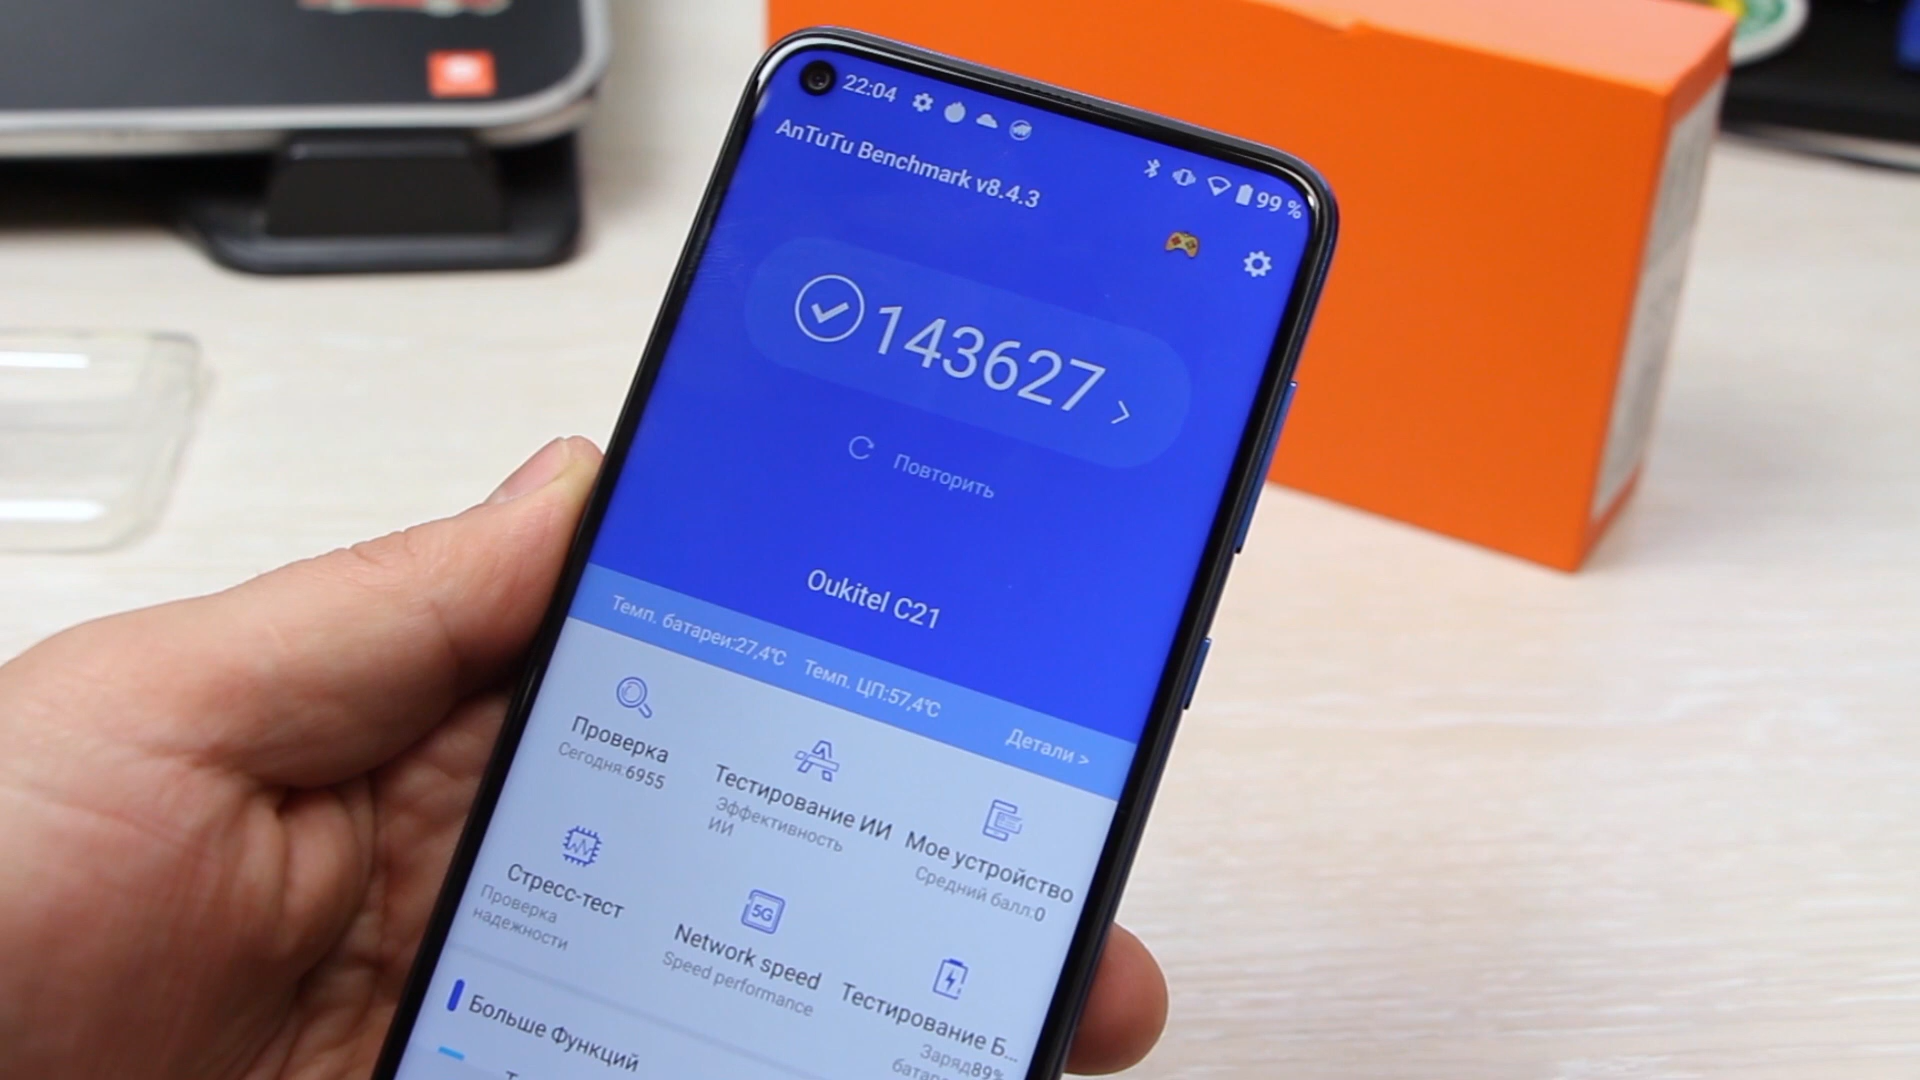 22:04
99 %
AnTuTu Benchmark v8.4.3
143627
Повторить
Oukitel C21
Темп. батареи:27,4℃ Темп. ЦП:57,4℃
Детали >
Проверка
Сегодня:6955
Тестирование ИИ
Эффективность
ИИ
Мое устройство
Средний балл:0
Стресс-тест
Проверка
надежности
5G
Network speed
Speed performance
Тестирование Б...
Заряд89%
Больше Функций